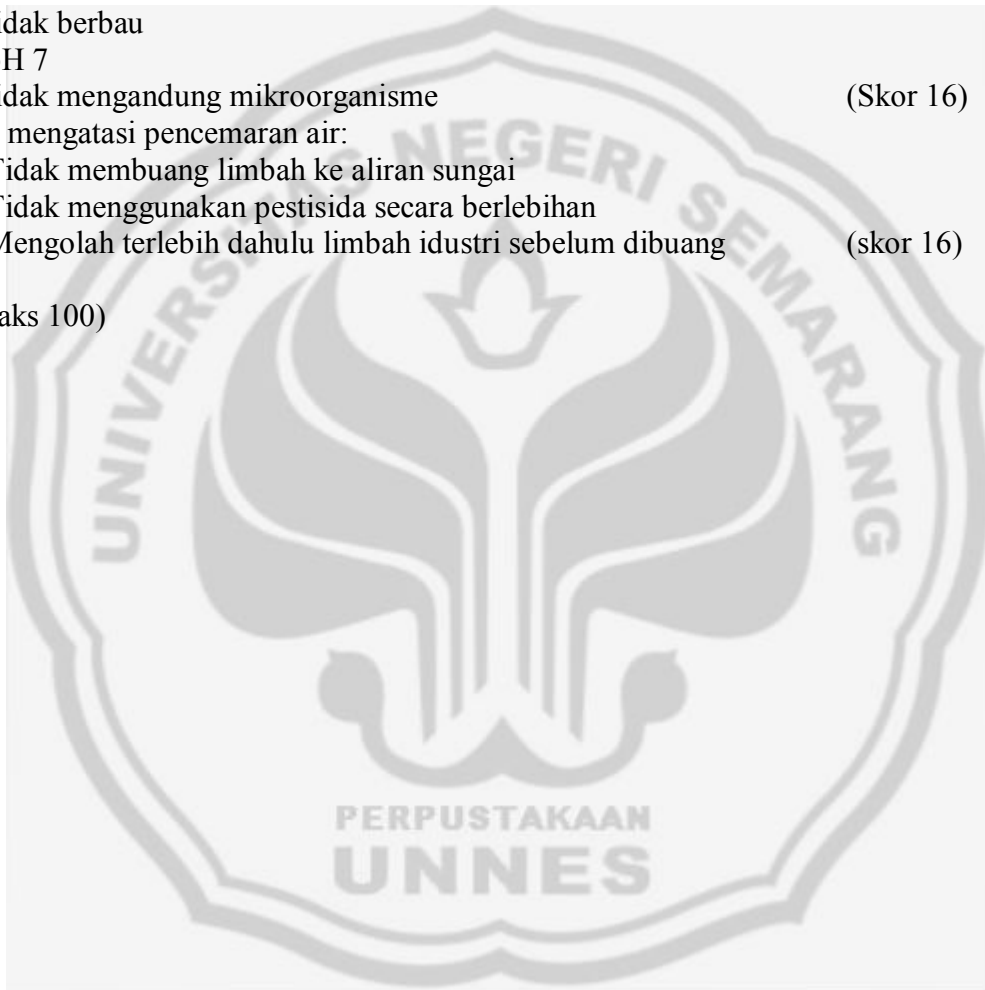 idak berbau
H 7
idak mengandung mikroorganisme (Skor 16)
mengatasi pencemaran air:
Tidak membuang limbah ke aliran sungai
Tidak menggunakan pestisida secara berlebihan
Mengolah terlebih dahulu limbah idustri sebelum dibuang (skor 16)
aks 100)
UNIVERSITAS NEGERI SEMARANG
PERPUSTAKAAN
UNNES